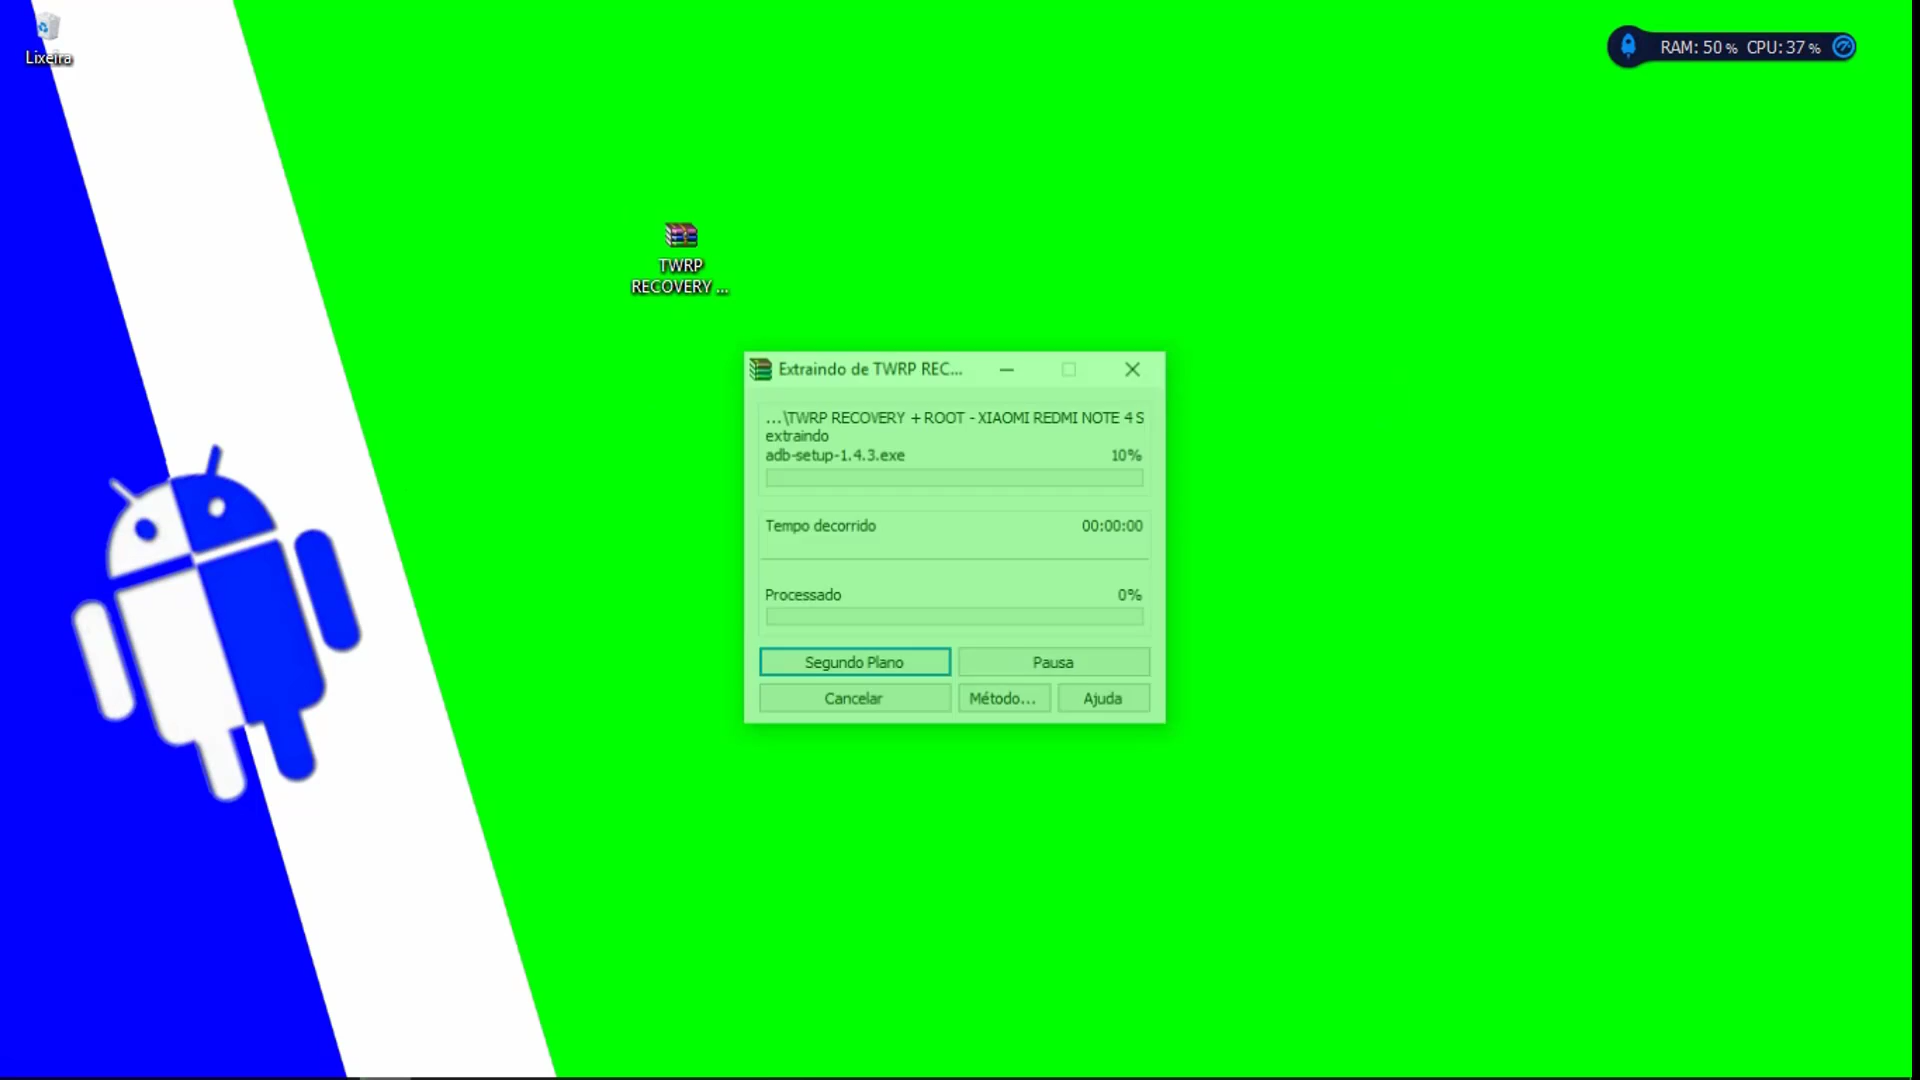 Lixeira
RAM: 50 % CPU: 37 %
TWRP
RECOVERY ...
Extraindo de TWRP REC...
...\TWRP RECOVERY + ROOT - XIAOMI REDMI NOTE 4 S
extraindo
adb-setup-1.4.3.exe 10%
Tempo decorrido 00:00:00
Processado 0%
Segundo Plano Pausa
Cancelar Método... Ajuda